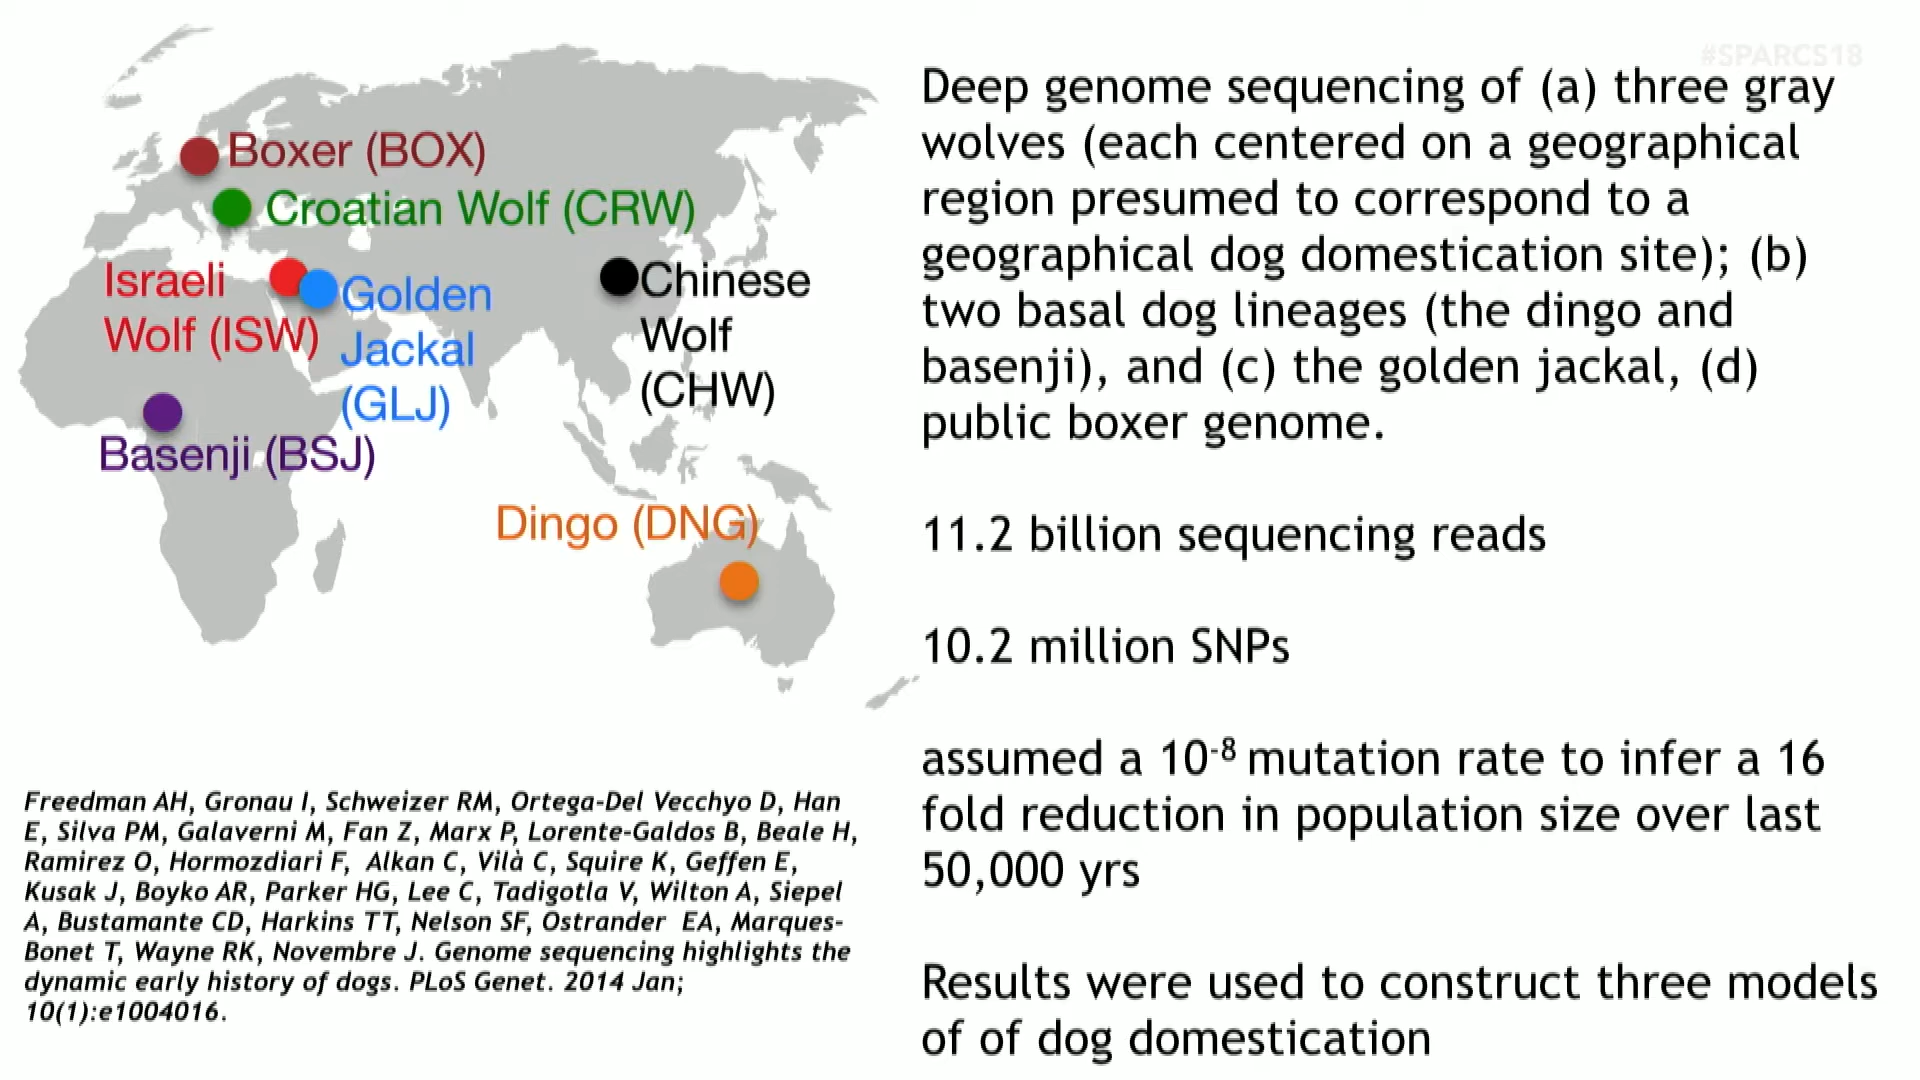 #SPARCS18
Boxer (BOX)
Croatian Wolf (CRW)
Israeli
Wolf (ISW)
Golden
Jackal
(GLJ)
Chinese
Wolf
(CHW)
Basenji (BSJ)
Dingo (DNG)
Freedman AH, Gronau I, Schweizer RM, Ortega-Del Vecchyo D, Han
E, Silva PM, Galaverni M, Fan Z, Marx P, Lorente-Galdos B, Beale H,
Ramirez O, Hormozdiari F, Alkan C, Vilà C, Squire K, Geffen E,
Kusak J, Boyko AR, Parker HG, Lee C, Tadigotla V, Wilton A, Siepel
A, Bustamante CD, Harkins TT, Nelson SF, Ostrander EA, Marques-
Bonet T, Wayne RK, Novembre J. Genome sequencing highlights the
dynamic early history of dogs. PLoS Genet. 2014 Jan;
10(1):e1004016.
Deep genome sequencing of (a) three gray
wolves (each centered on a geographical
region presumed to correspond to a
geographical dog domestication site); (b)
two basal dog lineages (the dingo and
basenji), and (c) the golden jackal, (d)
public boxer genome.
11.2 billion sequencing reads
10.2 million SNPs
assumed a 10⁻⁸ mutation rate to infer a 16
fold reduction in population size over last
50,000 yrs
Results were used to construct three models
of of dog domestication